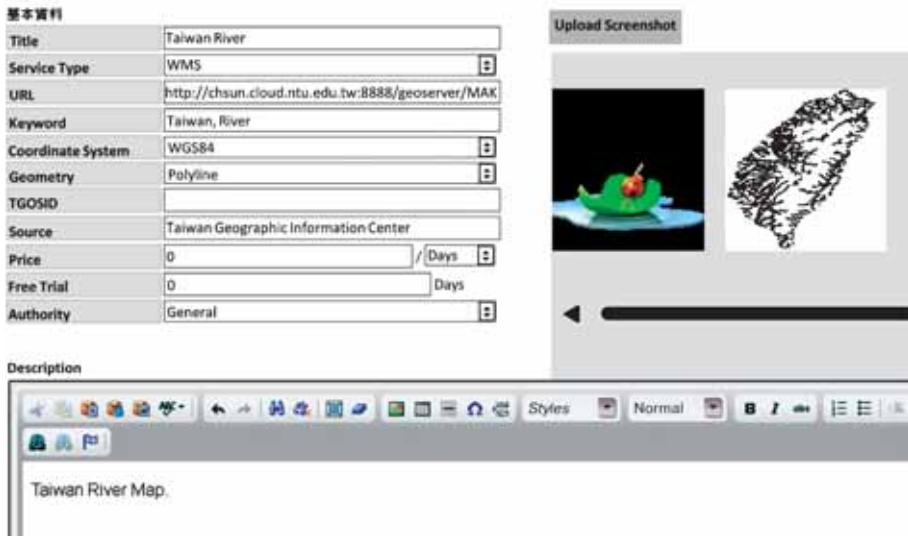 基本資料
Title Taiwan River
Service Type WMS
URL http://chsun.cloud.ntu.edu.tw:8888/geoserver/MAK
Keyword Taiwan, River
Coordinate System WGS84
Geometry Polyline
TGOSID
Source Taiwan Geographic Information Center
Price 0 / Days
Free Trial 0 Days
Authority General
Upload Screenshot
Description
ABC Ω Styles Normal B I abc
Taiwan River Map.